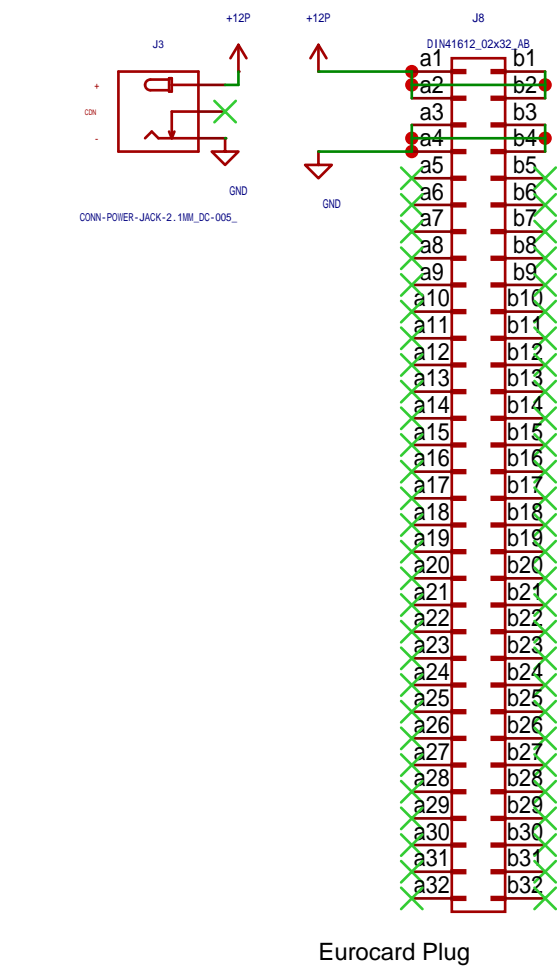 +12P +12P J8
J3 DIN41612_02x32_AB
a1 b1
+ a2 b2
CDN a3 b3
- a4 b4
a5 b5
GND a6 b6
GND
CONN-POWER-JACK-2.1MM_DC-005_ a7 b7
a8 b8
a9 b9
a10 b10
a11 b11
a12 b12
a13 b13
a14 b14
a15 b15
a16 b16
a17 b17
a18 b18
a19 b19
a20 b20
a21 b21
a22 b22
a23 b23
a24 b24
a25 b25
a26 b26
a27 b27
a28 b28
a29 b29
a30 b30
a31 b31
a32 b32
Eurocard Plug